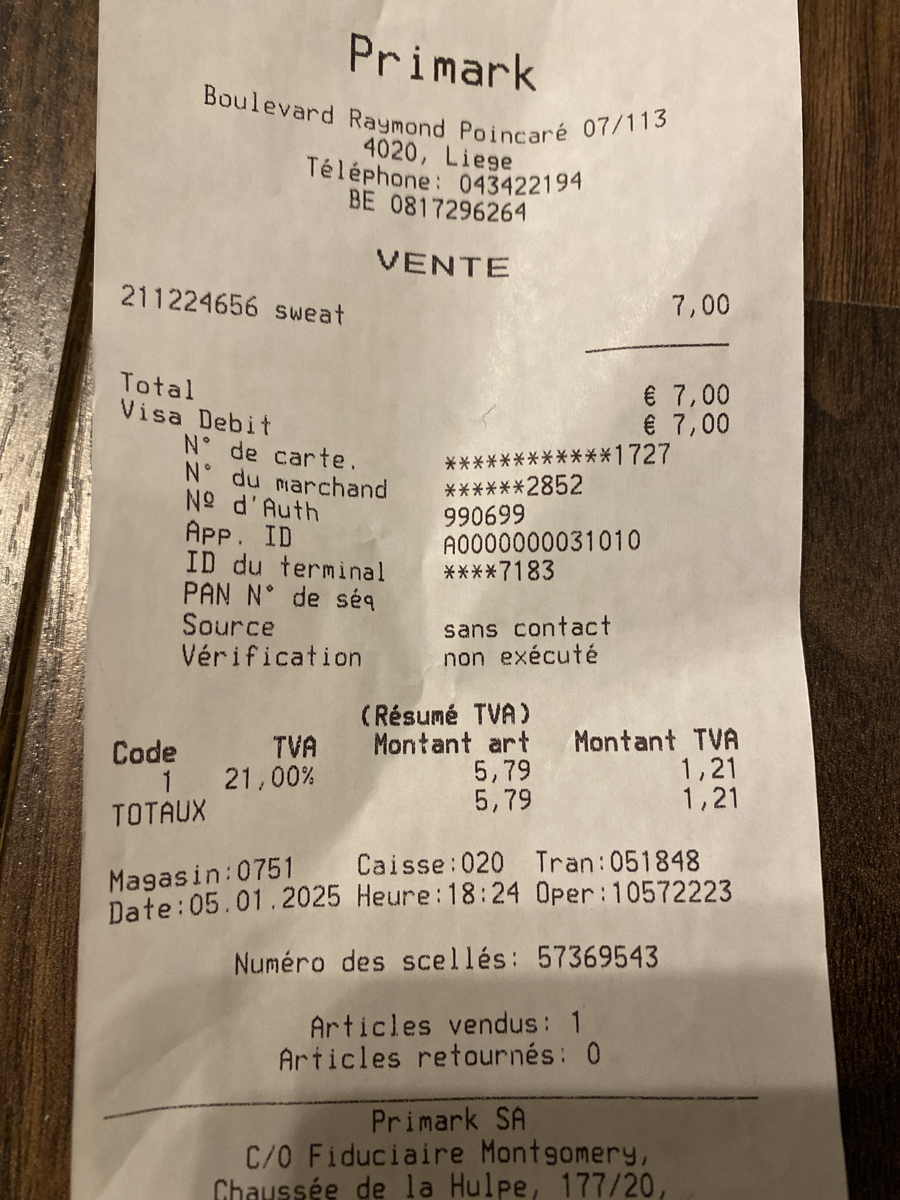 Primark
Boulevard Raymond Poincaré 07/113
4020, Liege
Téléphone: 043422194
BE 0817296264
VENTE
211224656 sweat 7,00
Total € 7,00
Visa Debit € 7,00
N° de carte. ************1727
N° du marchand ******2852
Nº d'Auth 990699
App. ID A0000000031010
ID du terminal ****7183
PAN N° de séq
Source sans contact
Vérification non exécuté
(Résumé TVA)
Code TVA Montant art Montant TVA
1 21,00% 5,79 1,21
TOTAUX 5,79 1,21
Magasin:0751 Caisse:020 Tran:051848
Date:05.01.2025 Heure:18:24 Oper:10572223
Numéro des scellés: 57369543
Articles vendus: 1
Articles retournés: 0
Primark SA
C/O Fiduciaire Montgomery,
Chaussée de la Hulpe, 177/20,